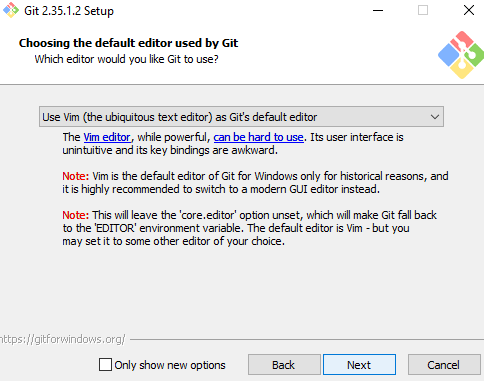 Git 2.35.1.2 Setup
Choosing the default editor used by Git
Which editor would you like Git to use?
Use Vim (the ubiquitous text editor) as Git's default editor
The Vim editor, while powerful, can be hard to use. Its user interface is
unintuitive and its key bindings are awkward.
Note: Vim is the default editor of Git for Windows only for historical reasons, and
it is highly recommended to switch to a modern GUI editor instead.
Note: This will leave the 'core.editor' option unset, which will make Git fall back
to the 'EDITOR' environment variable. The default editor is Vim - but you
may set it to some other editor of your choice.
https://gitforwindows.org/
Only show new options
Back
Next
Cancel